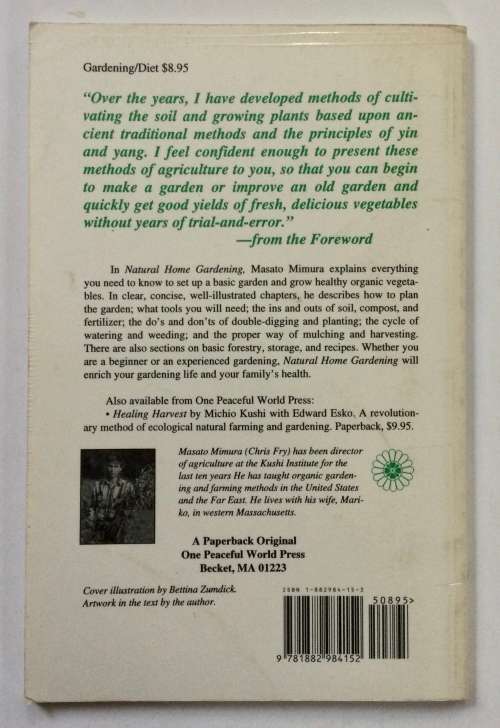 Gardening/Diet $8.95
“Over the years, I have developed methods of culti-
vating the soil and growing plants based upon an-
cient traditional methods and the principles of yin
and yang. I feel confident enough to present these
methods of agriculture to you, so that you can begin
to make a garden or improve an old garden and
quickly get good yields of fresh, delicious vegetables
without years of trial-and-error.”
—from the Foreword
In Natural Home Gardening, Masato Mimura explains everything
you need to know to set up a basic garden and grow healthy organic vegeta-
bles. In clear, concise, well-illustrated chapters, he describes how to plan
the garden; what tools you will need; the ins and outs of soil, compost, and
fertilizer; the do's and don'ts of double-digging and planting; the cycle of
watering and weeding; and the proper way of mulching and harvesting.
There are also sections on basic forestry, storage, and recipes. Whether you
are a beginner or an experienced gardening, Natural Home Gardening will
enrich your gardening life and your family's health.
Also available from One Peaceful World Press:
• Healing Harvest by Michio Kushi with Edward Esko. A revolution-
ary method of ecological natural farming and gardening. Paperback, $9.95.
Masato Mimura (Chris Fry) has been director
of agriculture at the Kushi Institute for the
last ten years He has taught organic garden-
ing and farming methods in the United States
and the Far East. He lives with his wife, Mari-
ko, in western Massachusetts.
A Paperback Original
One Peaceful World Press
Becket, MA 01223
Cover illustration by Bettina Zumdick.
Artwork in the text by the author.
ISBN 1-882984-15-3
50895>
9 781882 984152